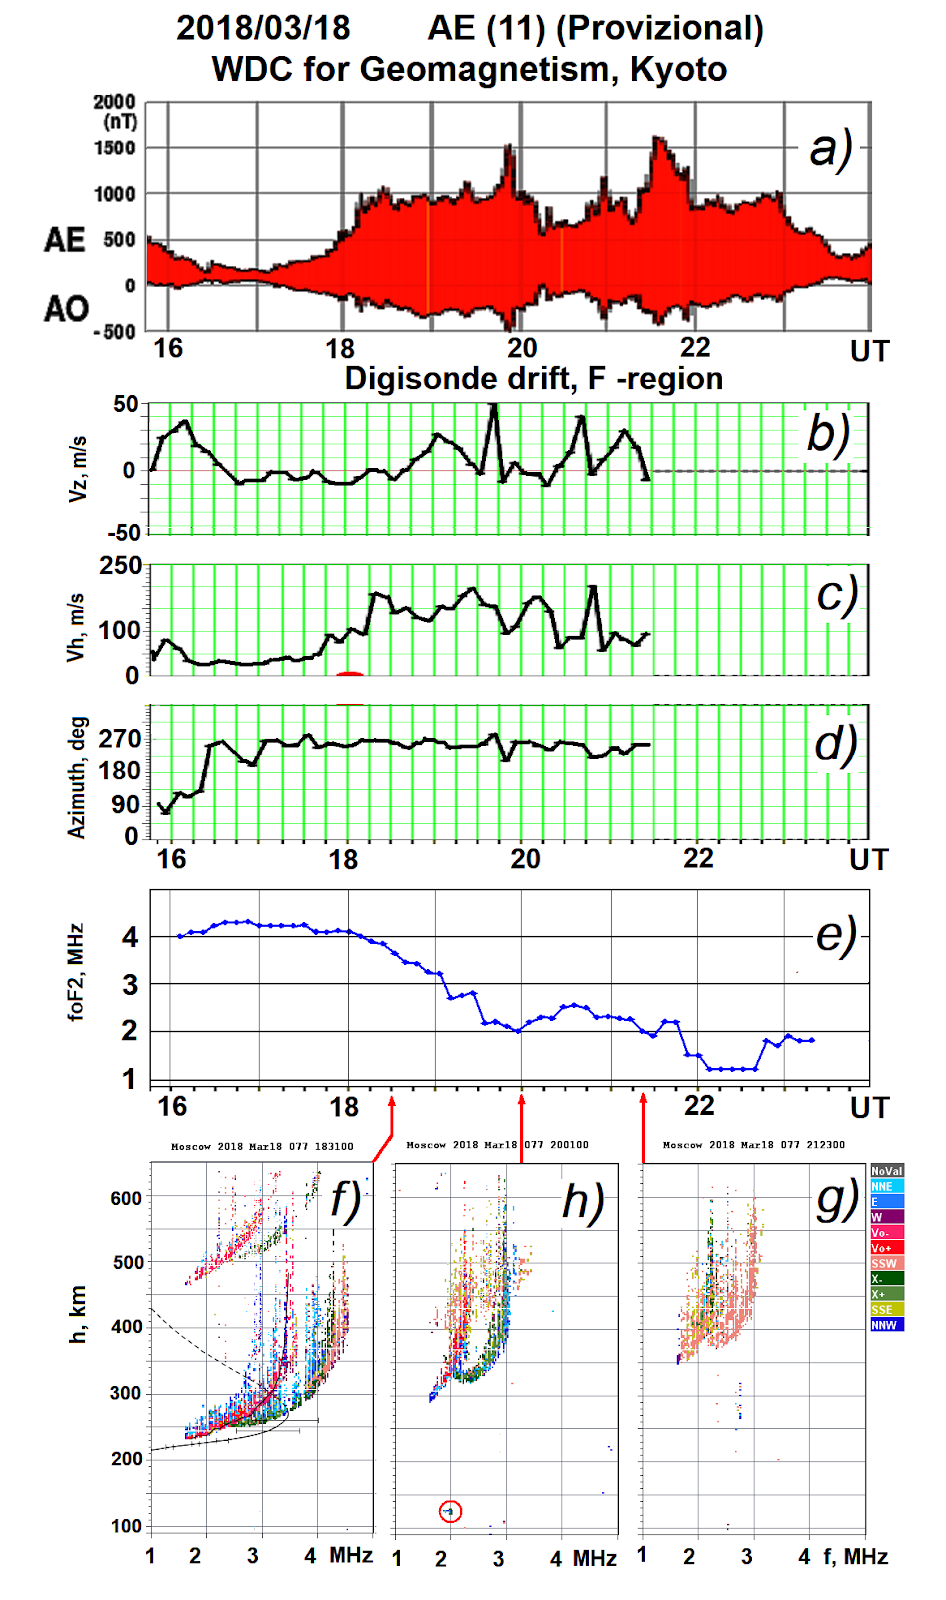 2018/03/18 AE (11) (Provizional)
WDC for Geomagnetism, Kyoto
2000
(nT)
1500
1000
500
0
-500
AE
AO
a)
16 18 20 22 UT
Digisonde drift, F -region
50
0
-50
Vz, m/s
b)
250
100
0
Vh, m/s
c)
270
180
90
0
Azimuth, deg
d)
16 18 20 22 UT
4
3
2
1
foF2, MHz
e)
16 18 22 UT
Moscow 2018 Mar18 077 183100
Moscow 2018 Mar18 077 200100
Moscow 2018 Mar18 077 212300
600
500
400
300
200
100
h, km
f)
h)
g)
NoVal
NNE
E
W
Vo-
Vo+
SSW
X-
X+
SSE
NNW
1 2 3 4 MHz
1 2 3 4 MHz
1 2 3 4 f, MHz